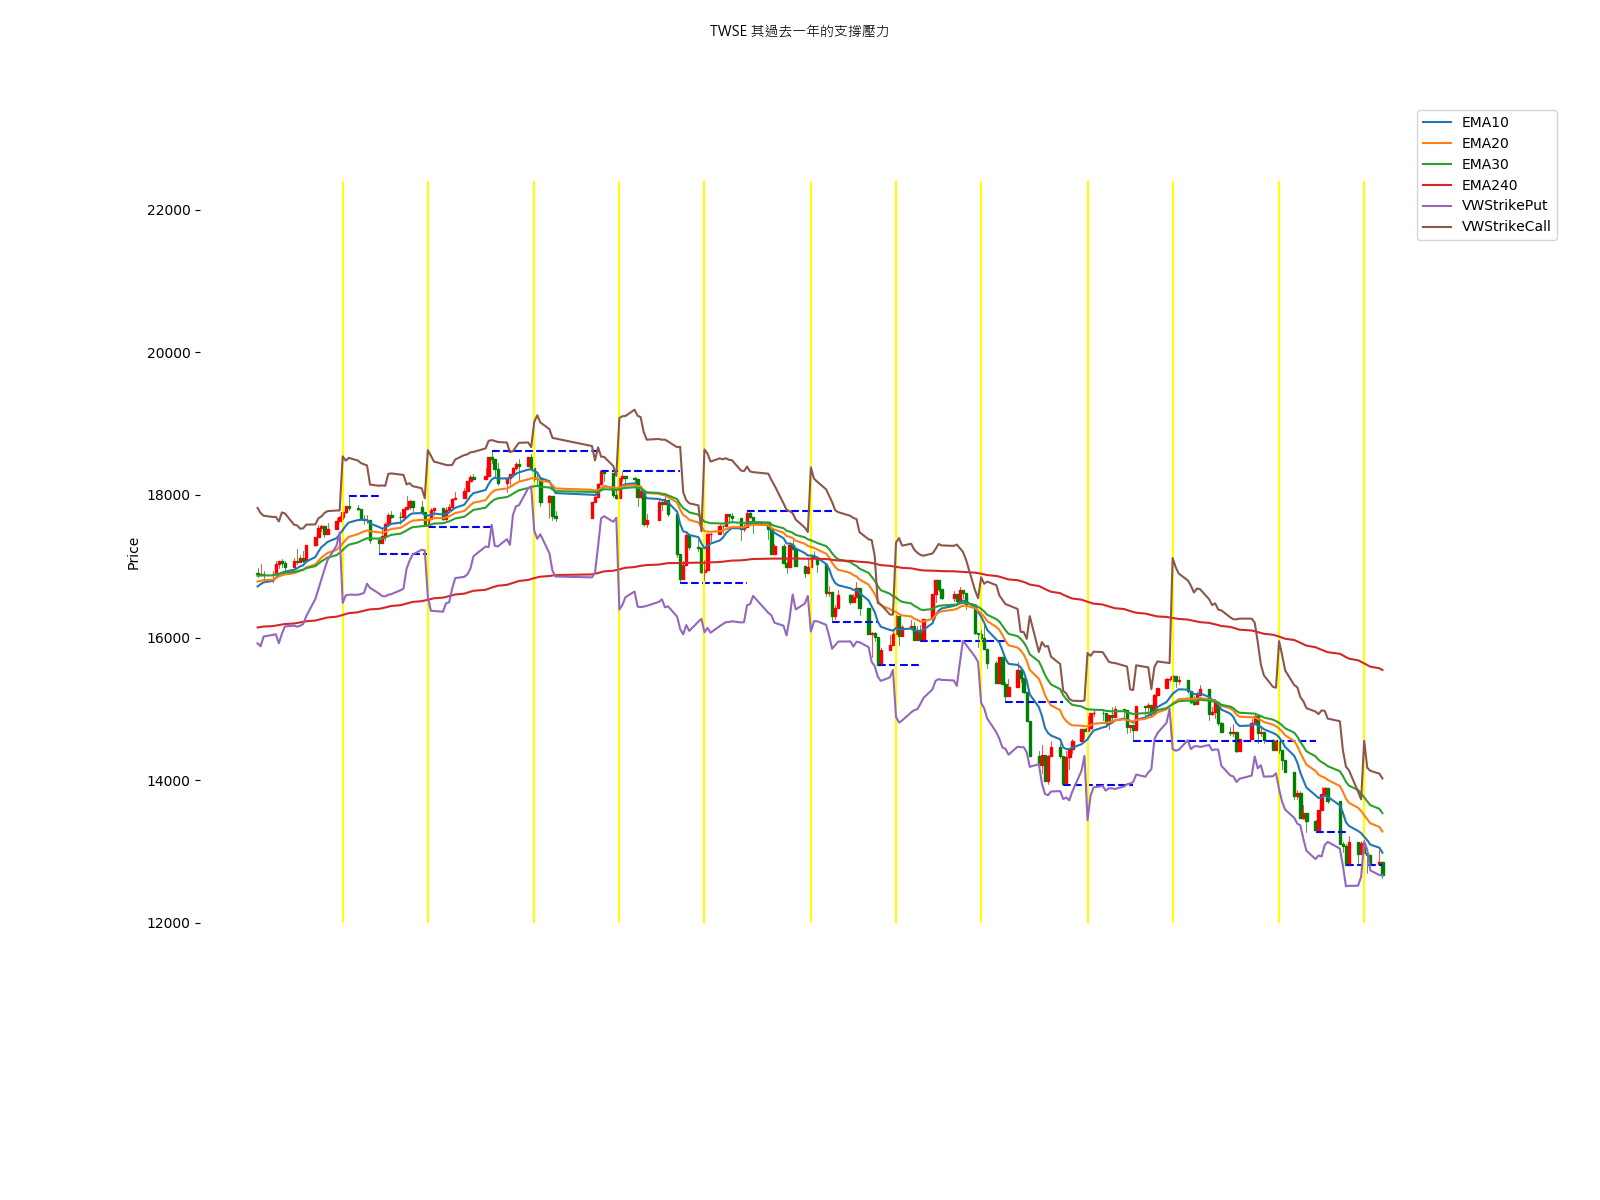 TWSE 其過去一年的支撐壓力
EMA10
EMA20
EMA30
EMA240
VWStrikePut
VWStrikeCall
22000
20000
18000
16000
14000
12000
Price